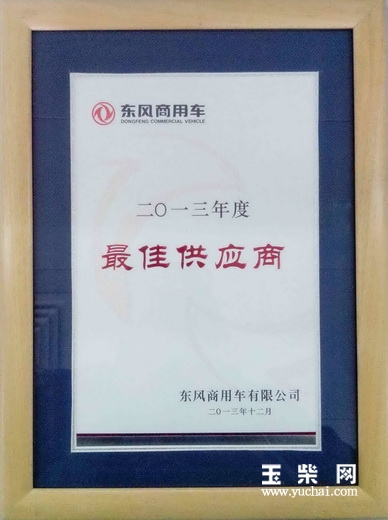 东风商用车
DONGFENG COMMERCIAL VEHICLE
二〇一三年度
最佳供应商
东风商用车有限公司
二〇一三年十二月
玉柴网
www.yuchai.com